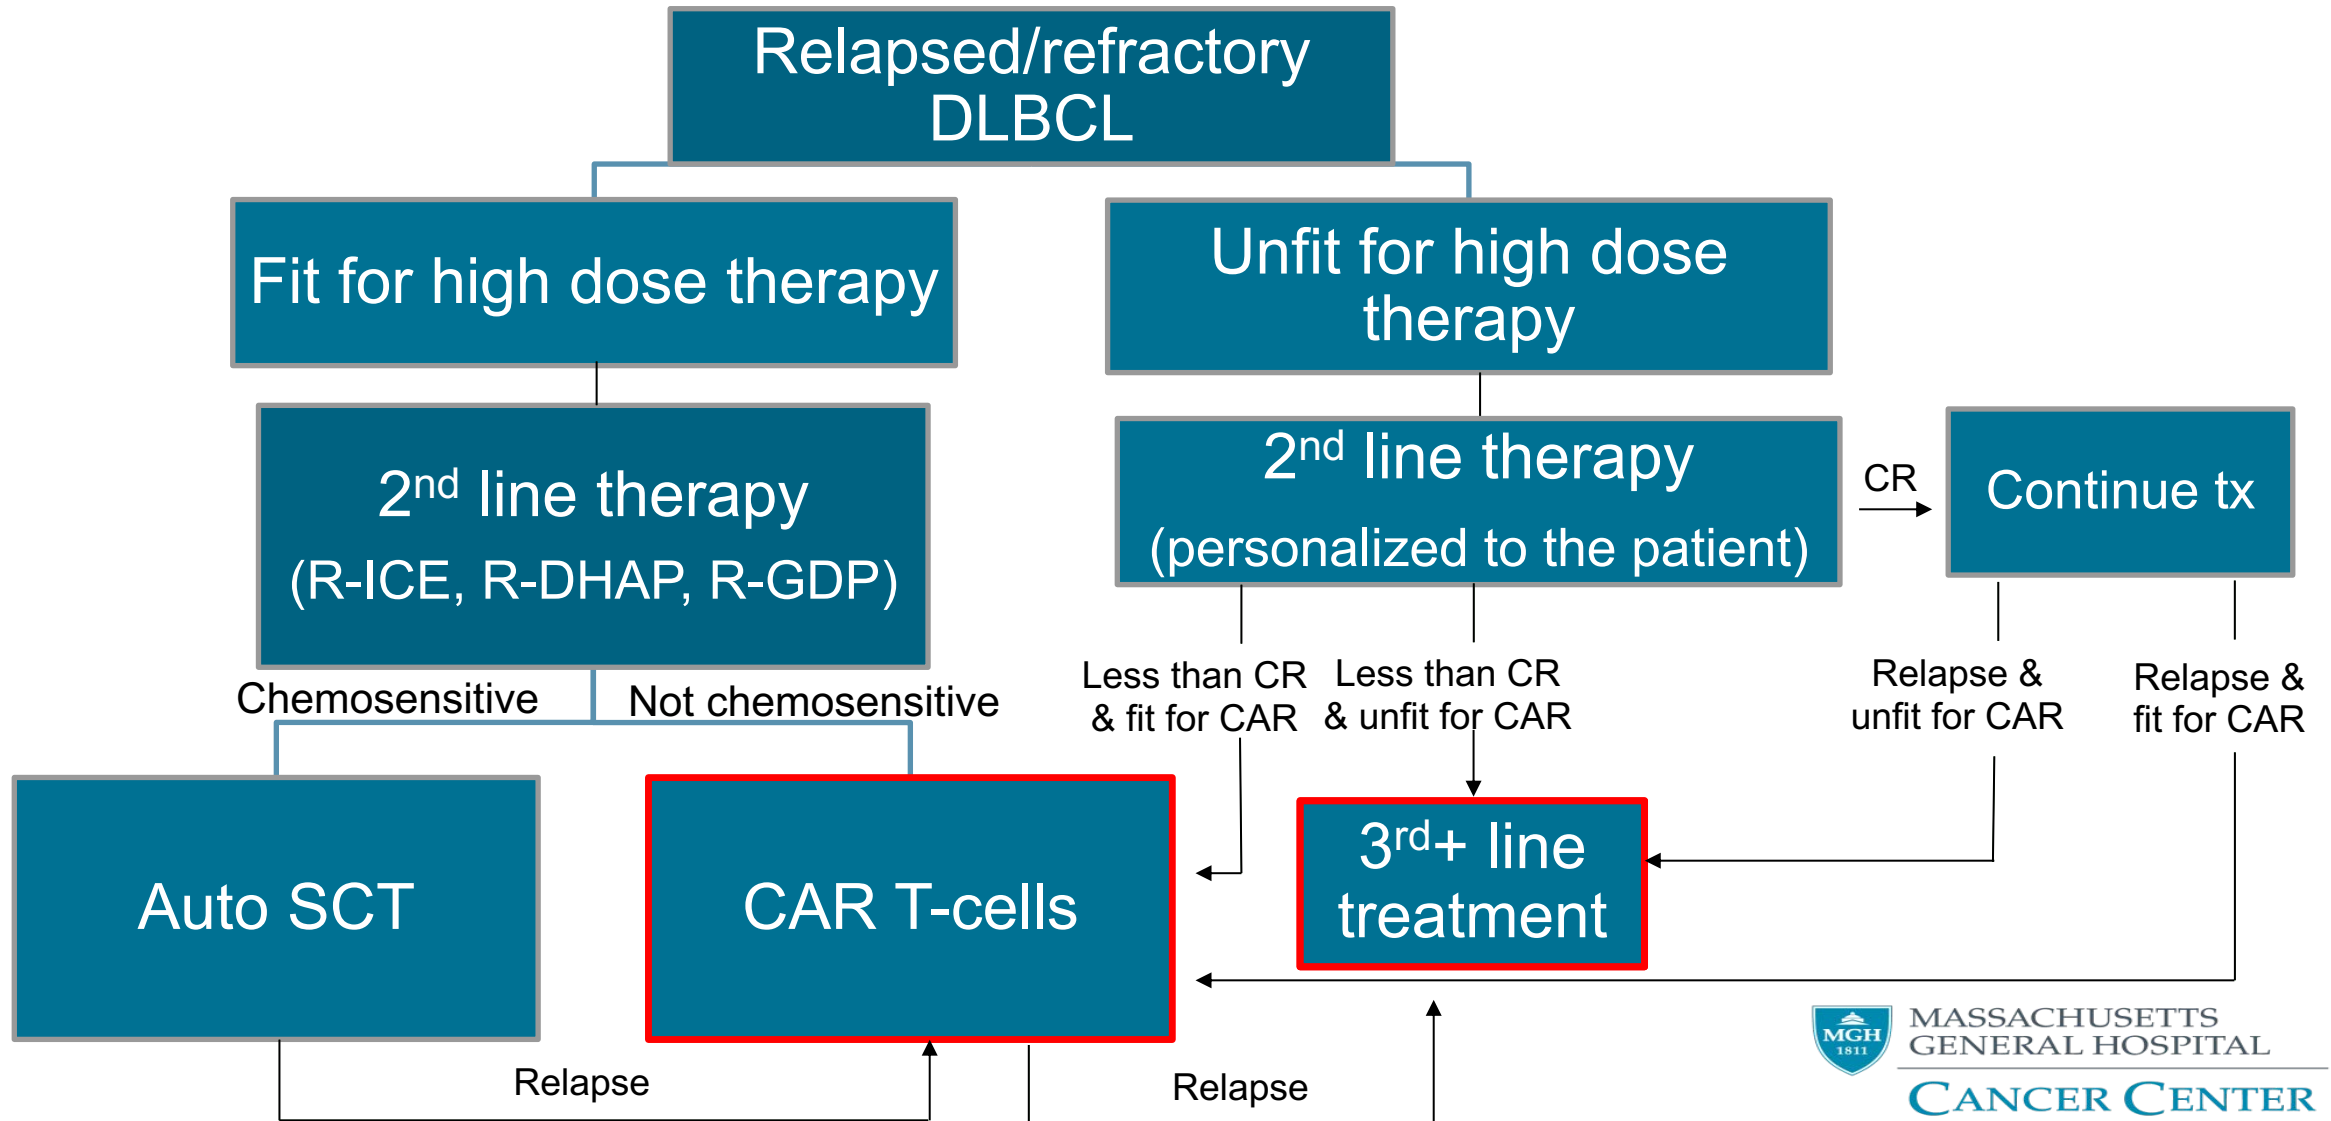 Relapsed/refractory
DLBCL
Fit for high dose therapy
Unfit for high dose
therapy
2nd line therapy
(R-ICE, R-DHAP, R-GDP)
2nd line therapy
(personalized to the patient)
CR
Continue tx
Chemosensitive
Not chemosensitive
Less than CR
& fit for CAR
Less than CR
& unfit for CAR
Relapse &
unfit for CAR
Relapse &
fit for CAR
Auto SCT
CAR T-cells
3rd+ line
treatment
Relapse
Relapse
MGH
1811
MASSACHUSETTS
GENERAL HOSPITAL
CANCER CENTER